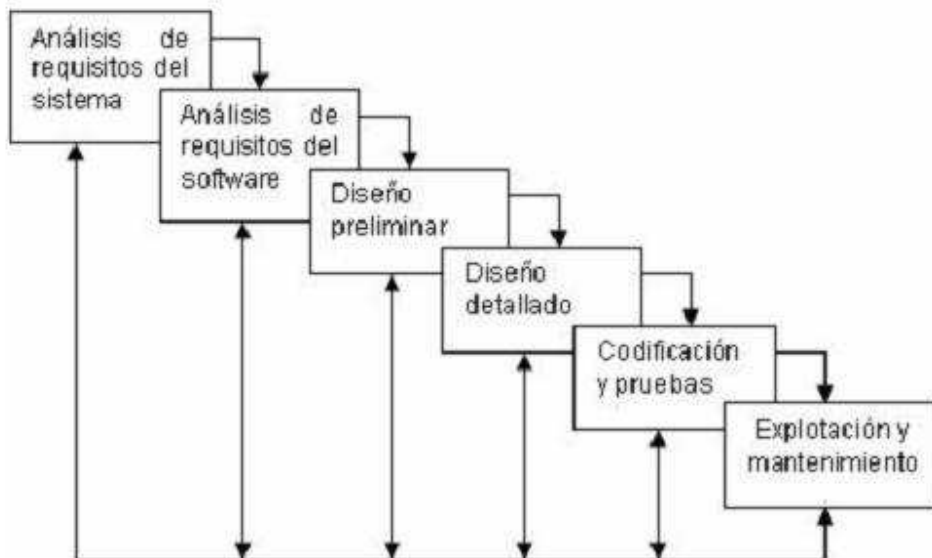 Análisis de
requisitos del
sistema
Análisis de
requisitos del
software
Diseño
preliminar
Diseño
detallado
Codificación
y pruebas
Explotación y
mantenimiento